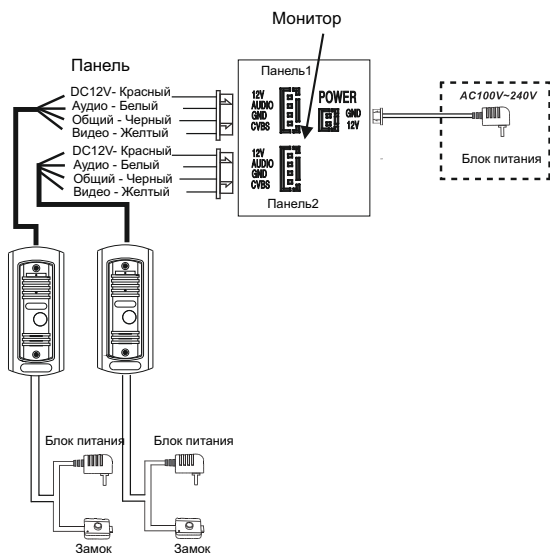 Монитор
Панель
DC12V- Красный
Аудио - Белый
Общий - Черный
Видео - Желтый
DC12V- Красный
Аудио - Белый
Общий - Черный
Видео - Желтый
Панель1
12V
AUDIO
GND
CVBS
POWER
GND
12V
12V
AUDIO
GND
CVBS
Панель2
AC100V~240V
Блок питания
Блок питания
Блок питания
Замок
Замок